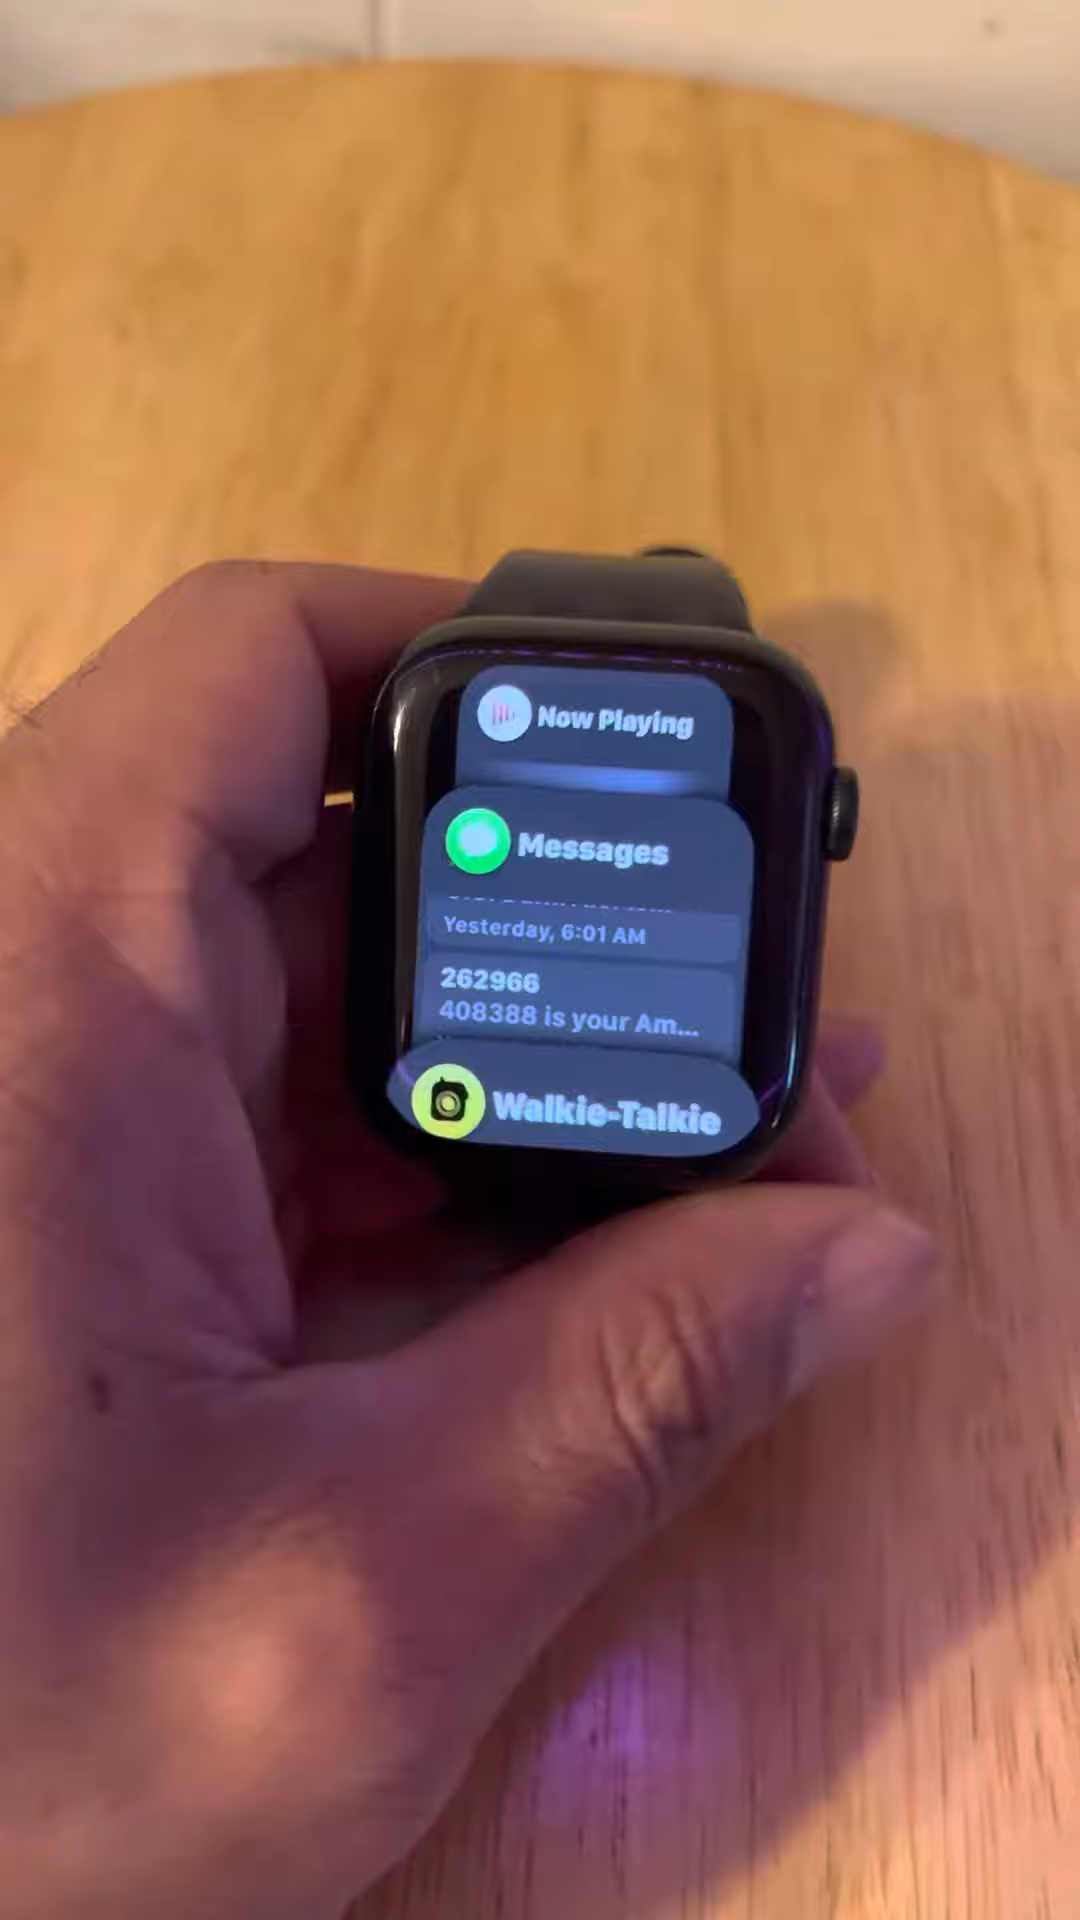 Now Playing
Messages
Yesterday, 6:01 AM
262966
408388 is your Am...
Walkie-Talkie